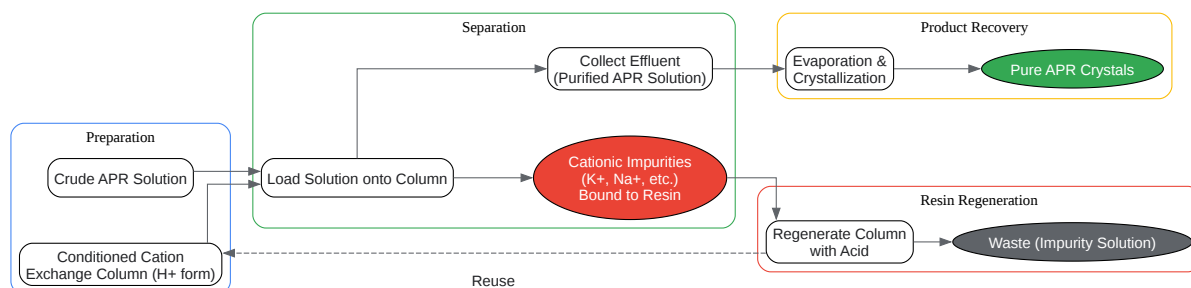 Preparation
Crude APR Solution
Conditioned Cation
Exchange Column (H+ form)
Separation
Load Solution onto Column
Collect Effluent
(Purified APR Solution)
Cationic Impurities
(K+, Na+, etc.)
Bound to Resin
Product Recovery
Evaporation &
Crystallization
Pure APR Crystals
Resin Regeneration
Regenerate Column
with Acid
Waste (Impurity Solution)
Reuse